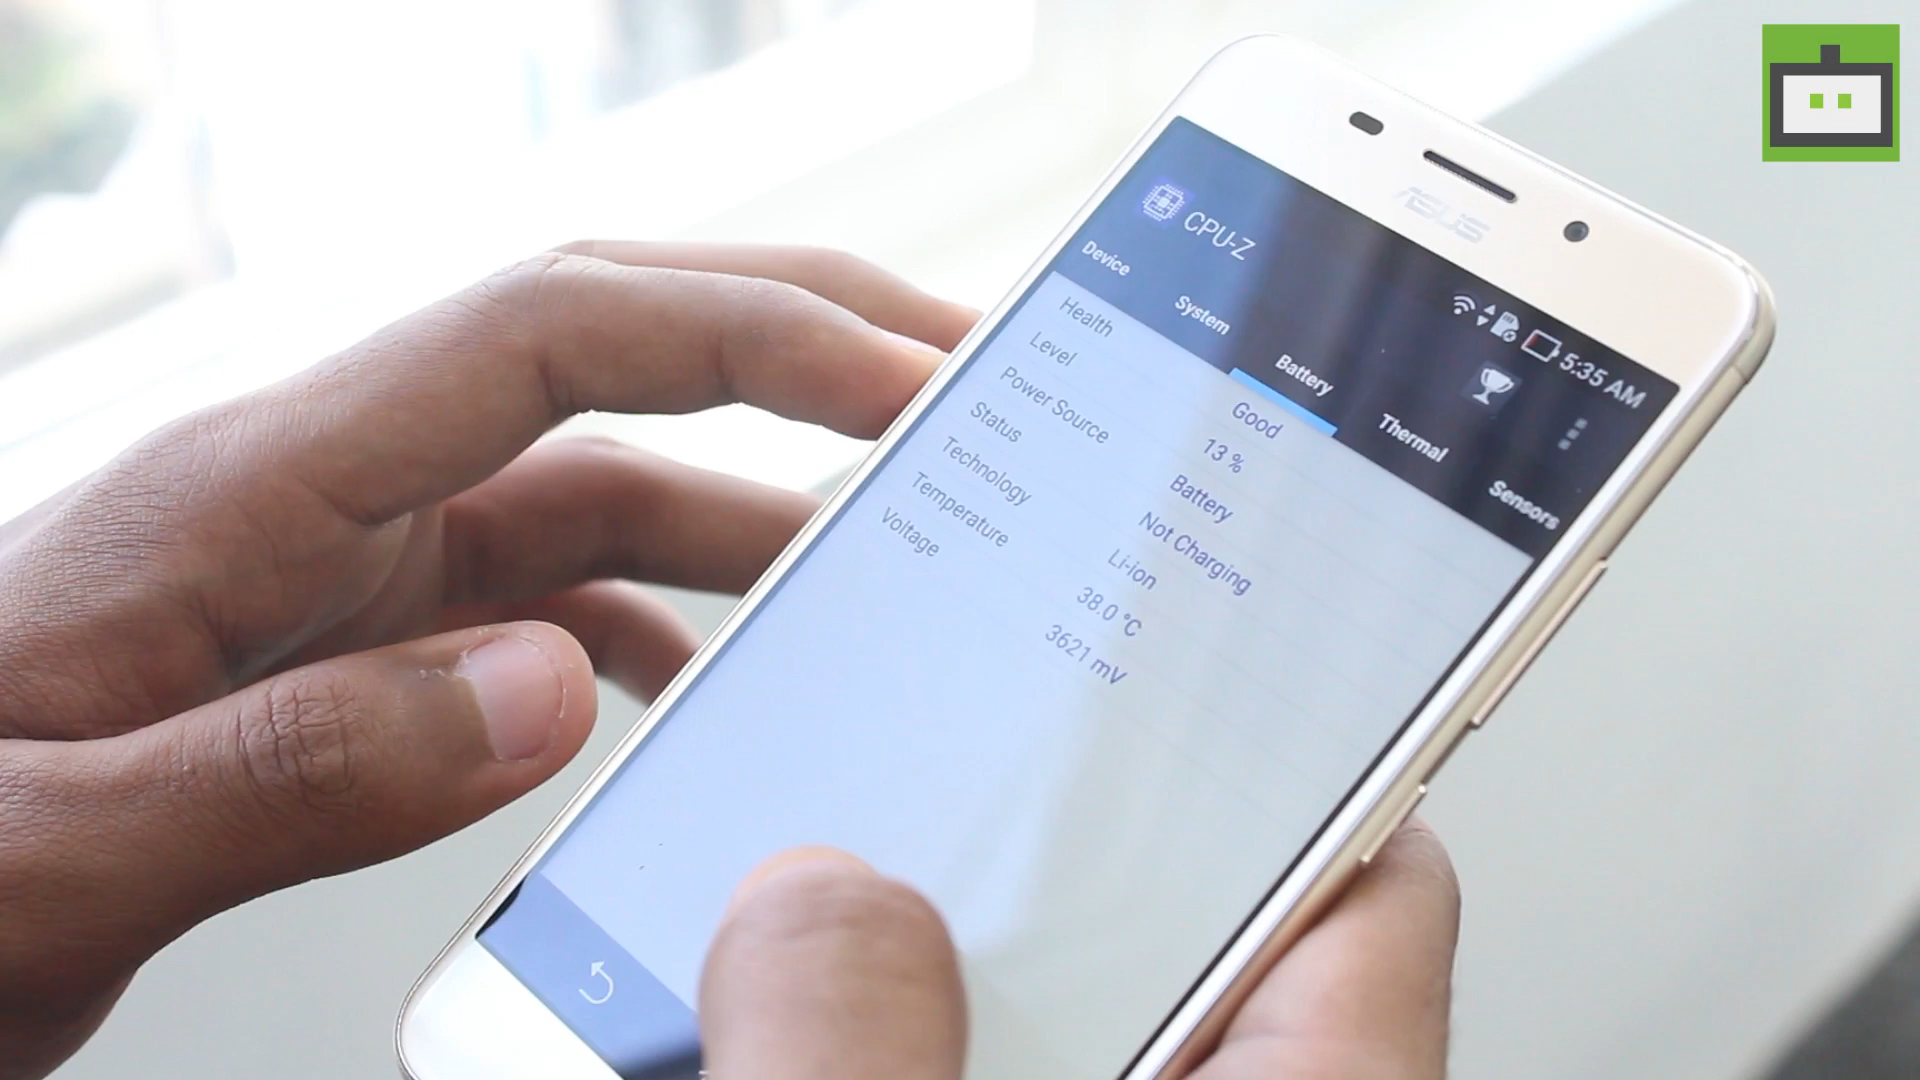 ASUS
5:35 AM
CPU-Z
Device System Battery Thermal Sensors
Health Good
Level 13 %
Power Source Battery
Status Not Charging
Technology Li-ion
Temperature 38.0 °C
Voltage 3621 mV